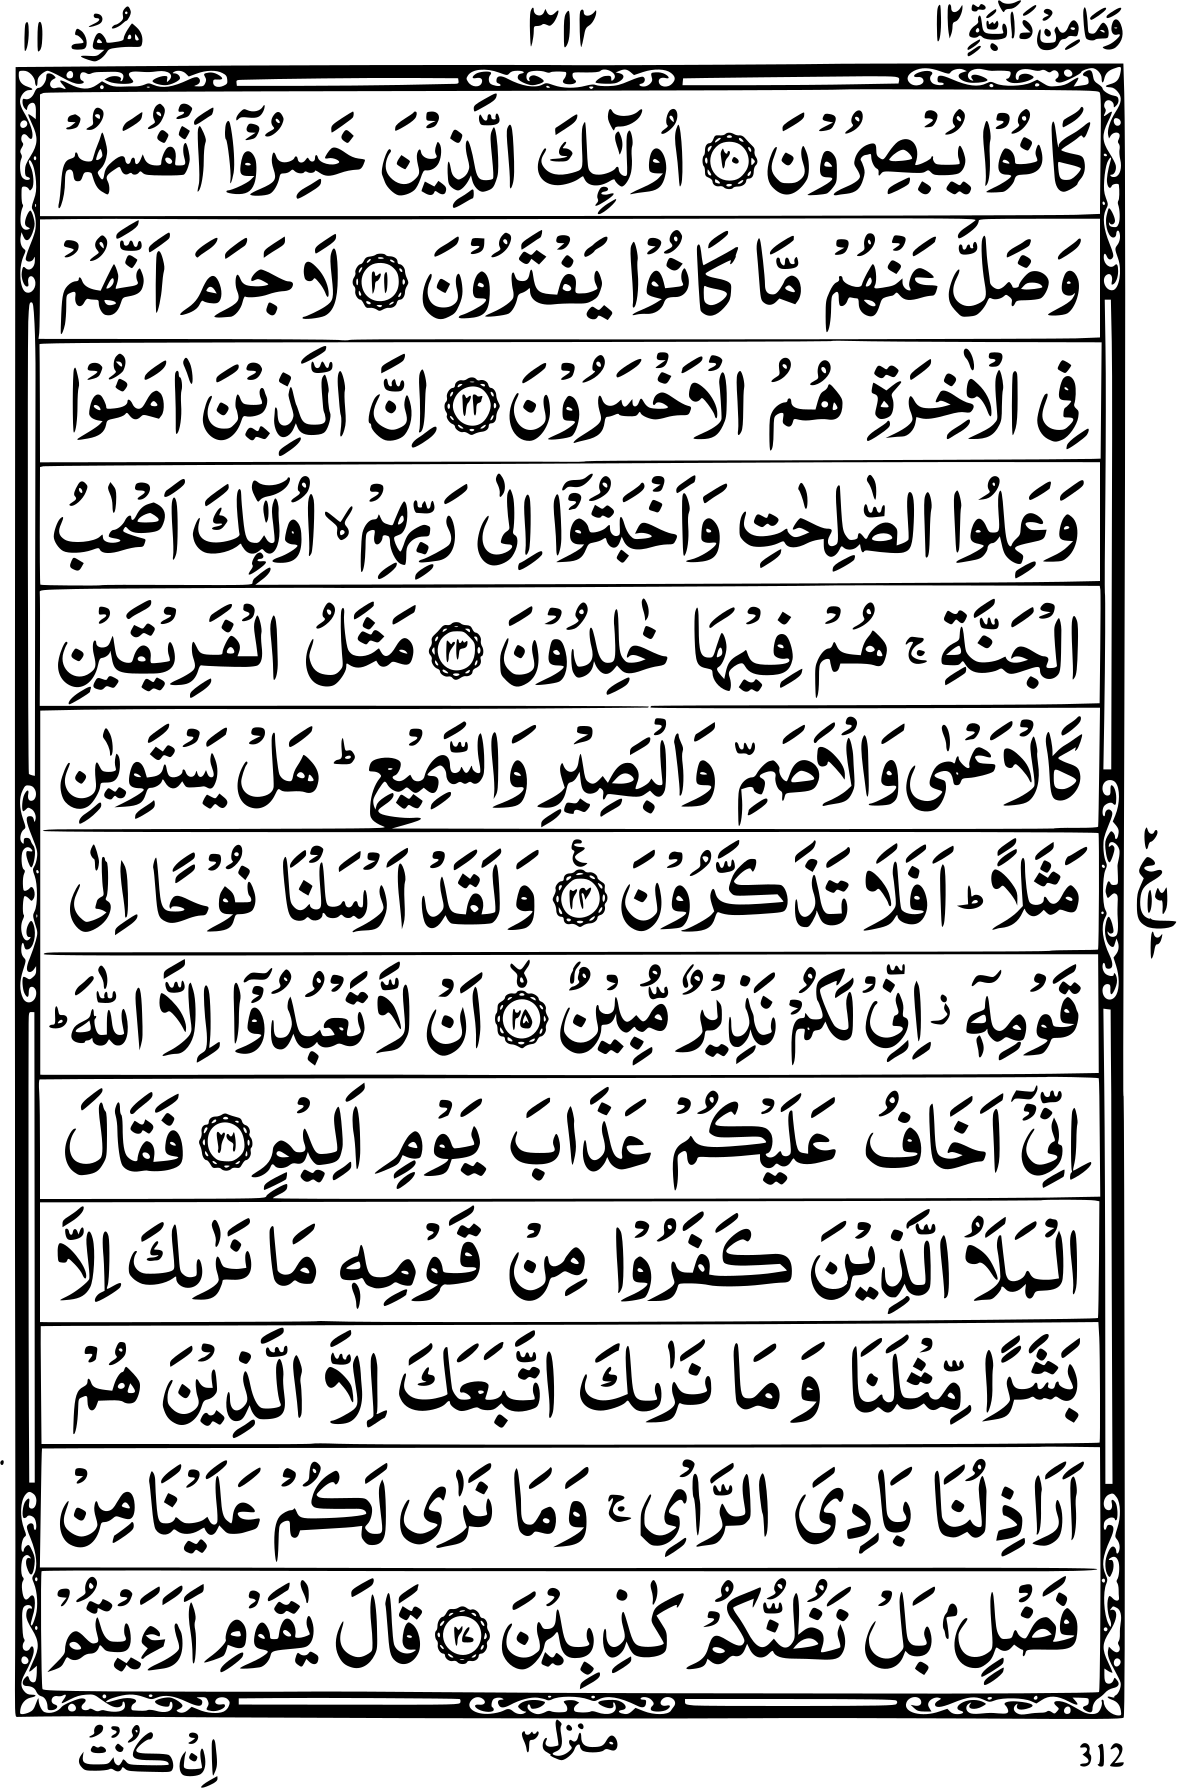 وَمَا مِنْ دَآبَّةٍ ١٢ ٣١٢ هُوْد ١١
كَانُوْا يُبْصِرُوْنَ ﴿٢٠﴾ اُولٰٓئِكَ الَّذِيْنَ خَسِرُوْٓا اَنْفُسَهُمْ
وَضَلَّ عَنْهُمْ مَّا كَانُوْا يَفْتَرُوْنَ ﴿٢١﴾ لَا جَرَمَ اَنَّهُمْ
فِى الْاٰخِرَةِ هُمُ الْاَخْسَرُوْنَ ﴿٢٢﴾ اِنَّ الَّذِيْنَ اٰمَنُوْا
وَعَمِلُوا الصّٰلِحٰتِ وَاَخْبَتُوْٓا اِلٰى رَبِّهِمْ ۙ اُولٰٓئِكَ اَصْحٰبُ
الْجَنَّةِ ۚ هُمْ فِيْهَا خٰلِدُوْنَ ﴿٢٣﴾ مَثَلُ الْفَرِيْقَيْنِ
كَالْاَعْمٰى وَالْاَصَمِّ وَالْبَصِيْرِ وَالسَّمِيْعِ ؕ هَلْ يَسْتَوِيٰنِ
مَثَلًا ؕ اَفَلَا تَذَكَّرُوْنَ ﴿٢٤﴾ ع وَلَقَدْ اَرْسَلْنَا نُوْحًا اِلٰى
٢ ع ١٦ ٢
قَوْمِهٖٓ ز اِنِّىْ لَكُمْ نَذِيْرٌ مُّبِيْنٌ ﴿٢٥﴾ ۙ اَنْ لَّا تَعْبُدُوْٓا اِلَّا اللّٰهَ ؕ
اِنِّىْٓ اَخَافُ عَلَيْكُمْ عَذَابَ يَوْمٍ اَلِيْمٍ ﴿٢٦﴾ فَقَالَ
الْمَلَاُ الَّذِيْنَ كَفَرُوْا مِنْ قَوْمِهٖ مَا نَرٰىكَ اِلَّا
بَشَرًا مِّثْلَنَا وَمَا نَرٰىكَ اتَّبَعَكَ اِلَّا الَّذِيْنَ هُمْ
اَرَاذِلُنَا بَادِىَ الرَّاْىِ ۚ وَمَا نَرٰى لَكُمْ عَلَيْنَا مِنْ
فَضْلٍۢ بَلْ نَظُنُّكُمْ كٰذِبِيْنَ ﴿٢٧﴾ قَالَ يٰقَوْمِ اَرَءَيْتُمْ
312 منزل ٣ اِنْ كُنْتُ